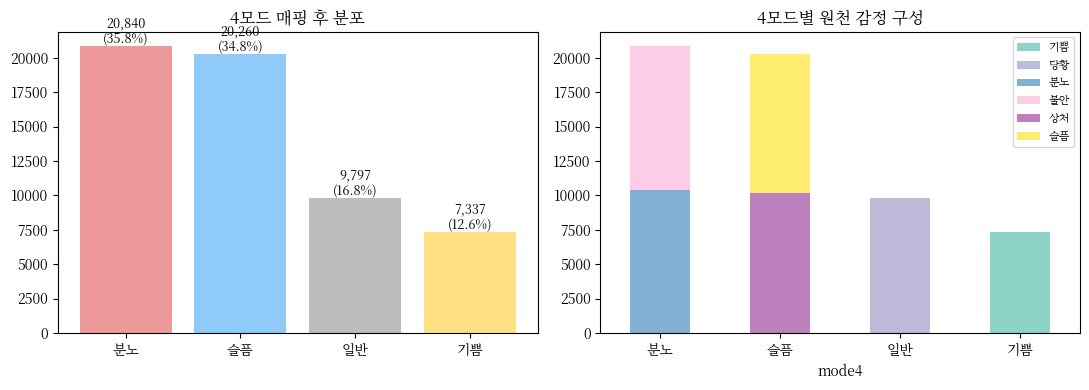 4모드 매핑 후 분포
20,840
(35.8%)
20,260
(34.8%)
9,797
(16.8%)
7,337
(12.6%)
20000
17500
15000
12500
10000
7500
5000
2500
0
분노
슬픔
일반
기쁨
4모드별 원천 감정 구성
기쁨
당황
분노
불안
상처
슬픔
20000
17500
15000
12500
10000
7500
5000
2500
0
분노
슬픔
일반
기쁨
mode4